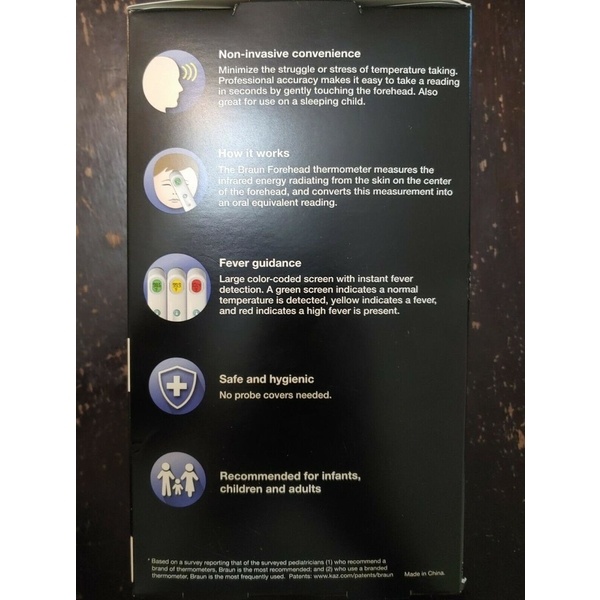 Non-invasive convenience
Minimize the struggle or stress of temperature taking.
Professional accuracy makes it easy to take a reading
in seconds by gently touching the forehead. Also
great for use on a sleeping child.
How it works
The Braun Forehead thermometer measures the
infrared energy radiating from the skin on the center
of the forehead, and converts this measurement into
an oral equivalent reading.
Fever guidance
Large color-coded screen with instant fever
detection. A green screen indicates a normal
temperature is detected, yellow indicates a fever,
and red indicates a high fever is present.
Safe and hygienic
No probe covers needed.
Recommended for infants,
children and adults
* Based on a survey reporting that of the surveyed pediatricians (1) who recommend a
brand of thermometers, Braun is the most recommended; and (2) who use a branded
thermometer, Braun is the most frequently used. Patents: www.kaz.com/patents/braun Made in China.